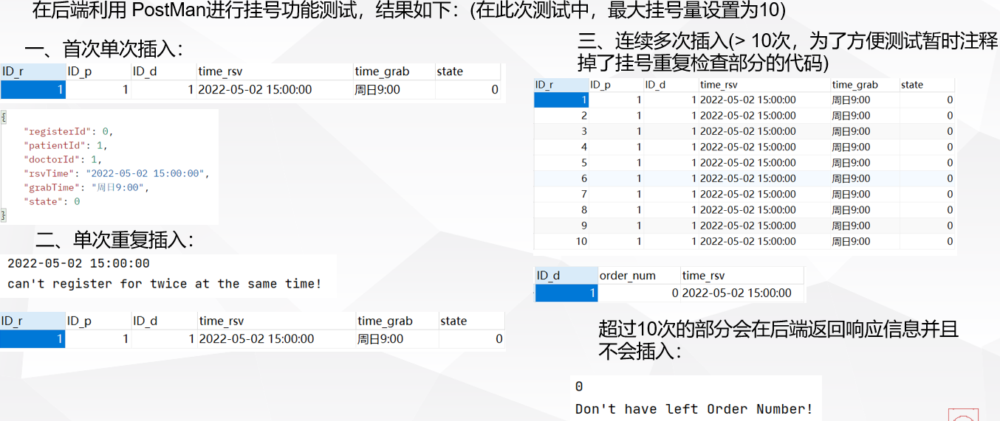 在后端利用 PostMan进行挂号功能测试，结果如下：(在此次测试中，最大挂号量设置为10)
一、首次单次插入：
ID_r ID_p ID_d time_rsv time_grab state
1 1 1 2022-05-02 15:00:00 周日9:00 0
{
"registerId": 0,
"patientId": 1,
"doctorId": 1,
"rsvTime": "2022-05-02 15:00:00",
"grabTime": "周日9:00",
"state": 0
}
二、单次重复插入：
2022-05-02 15:00:00
can't register for twice at the same time!
ID_r ID_p ID_d time_rsv time_grab state
1 1 1 2022-05-02 15:00:00 周日9:00 0
三、连续多次插入(> 10次，为了方便测试暂时注释
掉了挂号重复检查部分的代码)
ID_r ID_p ID_d time_rsv time_grab state
1 1 1 2022-05-02 15:00:00 周日9:00 0
2 1 1 2022-05-02 15:00:00 周日9:00 0
3 1 1 2022-05-02 15:00:00 周日9:00 0
4 1 1 2022-05-02 15:00:00 周日9:00 0
5 1 1 2022-05-02 15:00:00 周日9:00 0
6 1 1 2022-05-02 15:00:00 周日9:00 0
7 1 1 2022-05-02 15:00:00 周日9:00 0
8 1 1 2022-05-02 15:00:00 周日9:00 0
9 1 1 2022-05-02 15:00:00 周日9:00 0
10 1 1 2022-05-02 15:00:00 周日9:00 0
ID_d order_num time_rsv
1 0 2022-05-02 15:00:00
超过10次的部分会在后端返回响应信息并且
不会插入：
0
Don't have left Order Number!